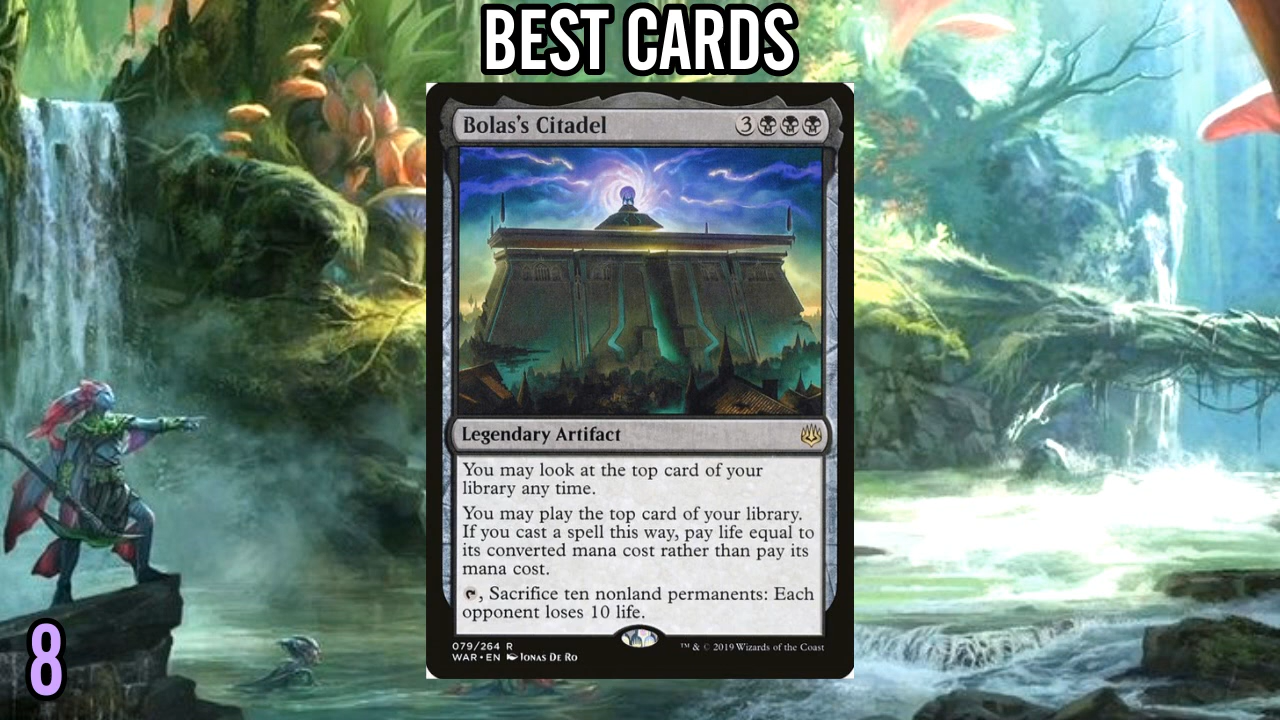 BEST CARDS
Bolas's Citadel 3
Legendary Artifact
You may look at the top card of your
library any time.
You may play the top card of your library.
If you cast a spell this way, pay life equal to
its converted mana cost rather than pay its
mana cost.
, Sacrifice ten nonland permanents: Each
opponent loses 10 life.
079/264 R
WAR • EN Jonas De Ro
™ & © 2019 Wizards of the Coast
8